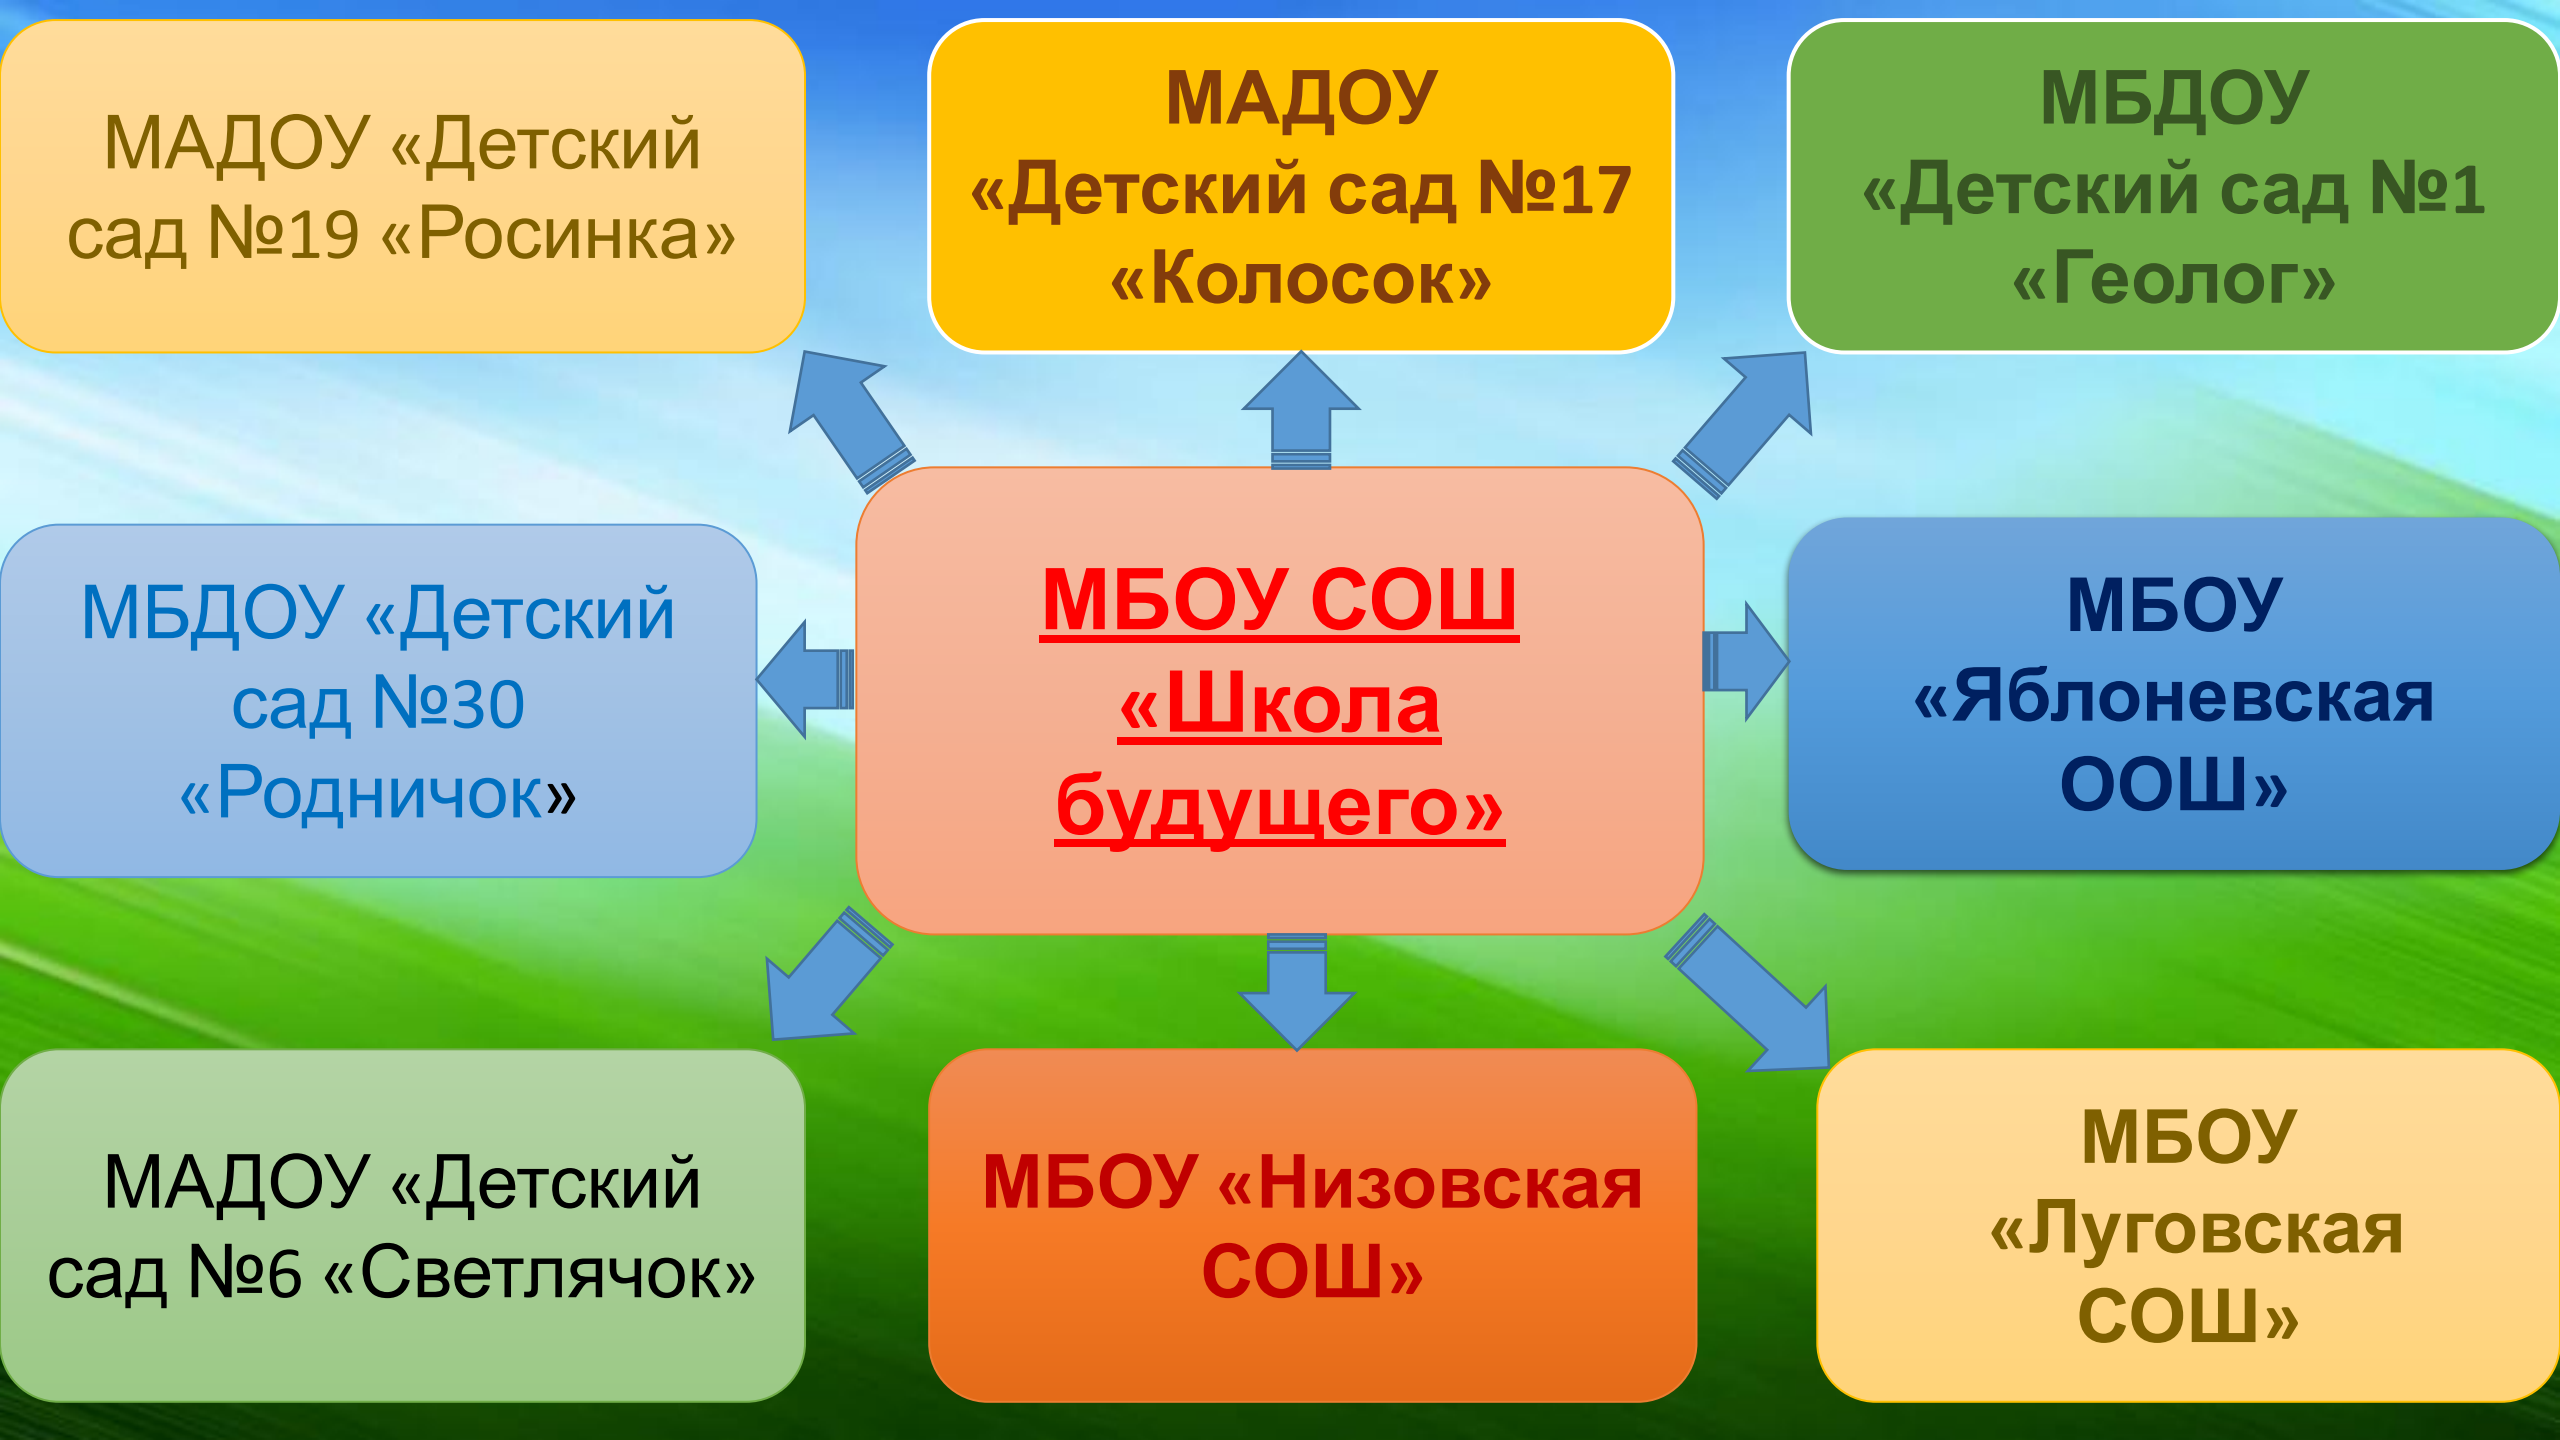 МАДОУ «Детский
сад №19 «Росинка»
МАДОУ
«Детский сад №17
«Колосок»
МБДОУ
«Детский сад №1
«Геолог»
МБДОУ «Детский
сад №30
«Родничок»
МБОУ СОШ
«Школа
будущего»
МБОУ
«Яблоневская
ООШ»
МАДОУ «Детский
сад №6 «Светлячок»
МБОУ «Низовская
СОШ»
МБОУ
«Луговская
СОШ»